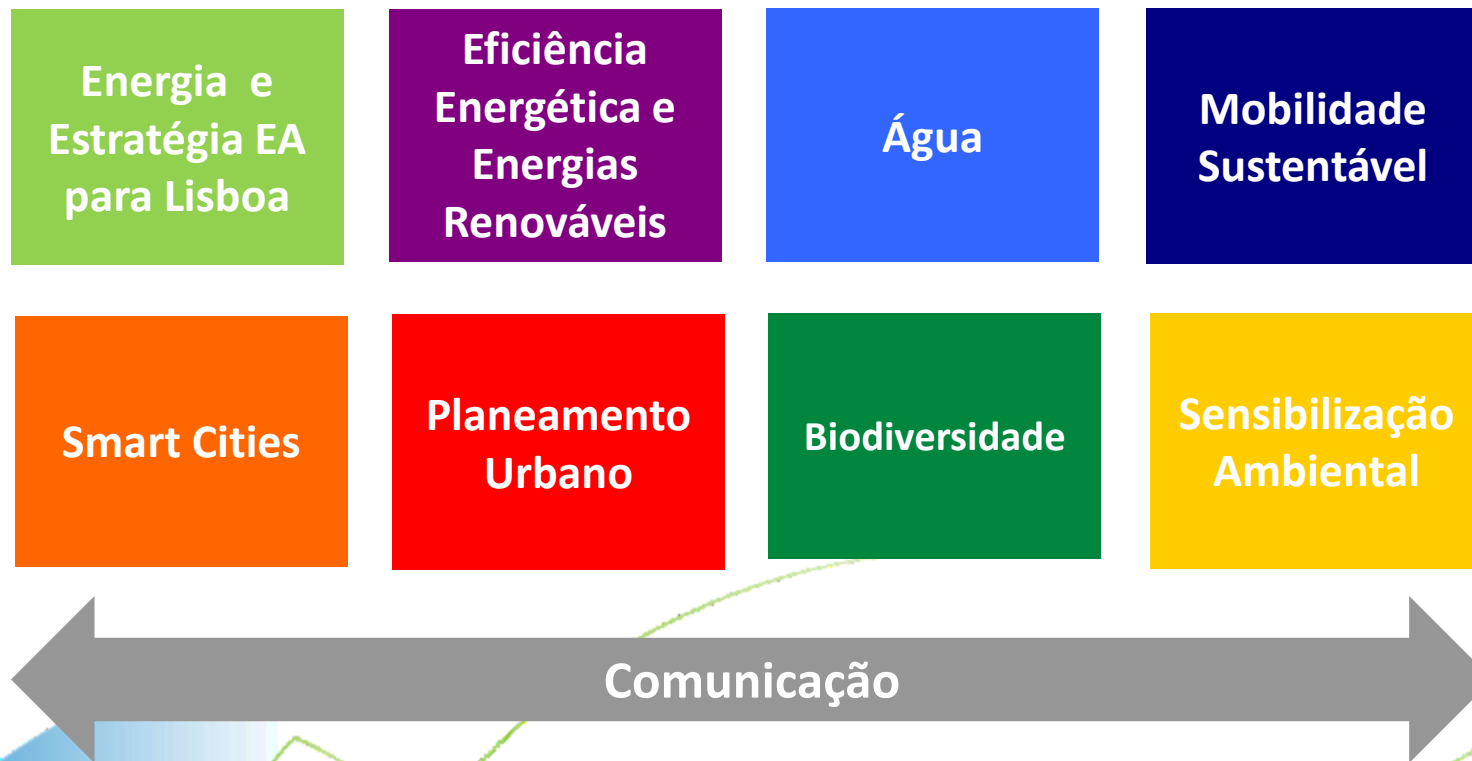 Energia e
Estratégia EA
para Lisboa
Eficiência
Energética e
Energias
Renováveis
Água
Mobilidade
Sustentável
Smart Cities
Planeamento
Urbano
Biodiversidade
Sensibilização
Ambiental
Comunicação